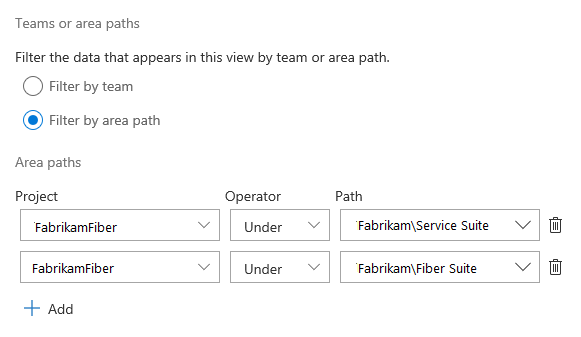 Teams or area paths
Filter the data that appears in this view by team or area path.
Filter by team
Filter by area path
Area paths
Project Operator Path
FabrikamFiber Under Fabrikam\Service Suite
FabrikamFiber Under Fabrikam\Fiber Suite
+ Add